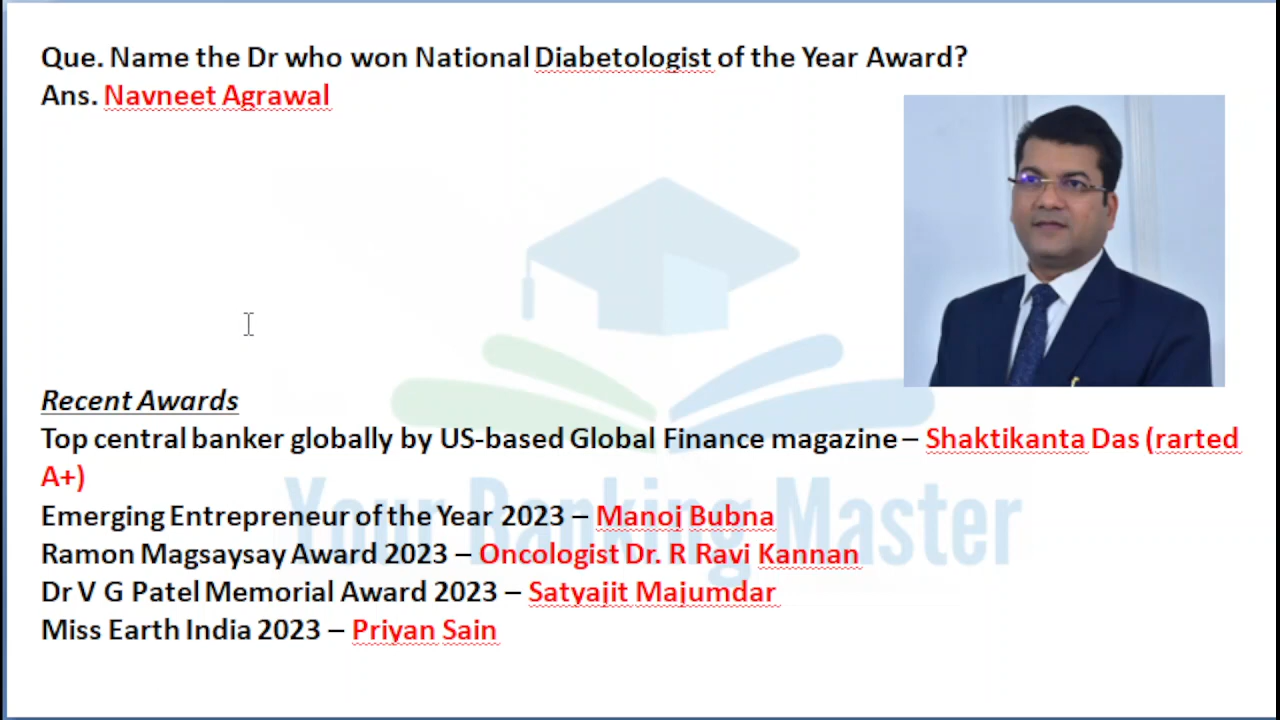 Que. Name the Dr who won National Diabetologist of the Year Award?
Ans. Navneet Agrawal
Recent Awards
Top central banker globally by US-based Global Finance magazine – Shaktikanta Das (rarted
A+)
Emerging Entrepreneur of the Year 2023 – Manoj Bubna
Ramon Magsaysay Award 2023 – Oncologist Dr. R Ravi Kannan
Dr V G Patel Memorial Award 2023 – Satyajit Majumdar
Miss Earth India 2023 – Priyan Sain
Your Banking Master